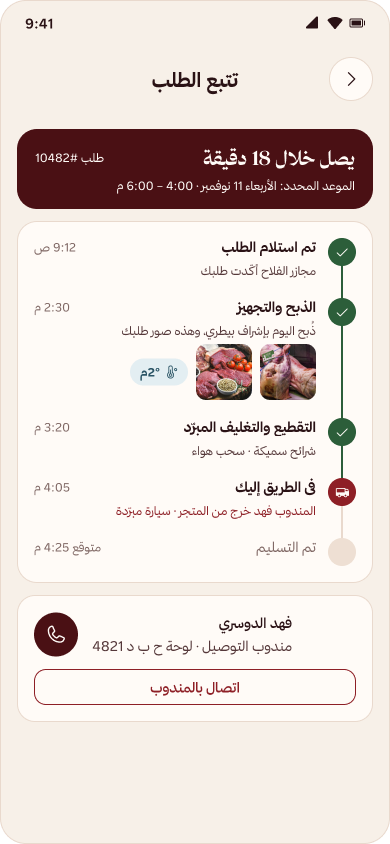 9:41
تتبع الطلب
يصل خلال 18 دقيقة
طلب #10482
الموعد المحدد: الأربعاء 11 نوفمبر · 4:00 – 6:00 م
تم استلام الطلب
9:12 ص
مجازر الفلاح أكّدت طلبك
الذبح والتجهيز
2:30 م
ذُبح اليوم بإشراف بيطري. وهذه صور طلبك
2°م
التقطيع والتغليف المبرّد
3:20 م
شرائح سميكة · سحب هواء
في الطريق إليك
4:05 م
المندوب فهد خرج من المتجر · سيارة مبرّدة
تم التسليم
متوقع 4:25 م
فهد الدوسري
مندوب التوصيل · لوحة ح ب د 4821
اتصال بالمندوب